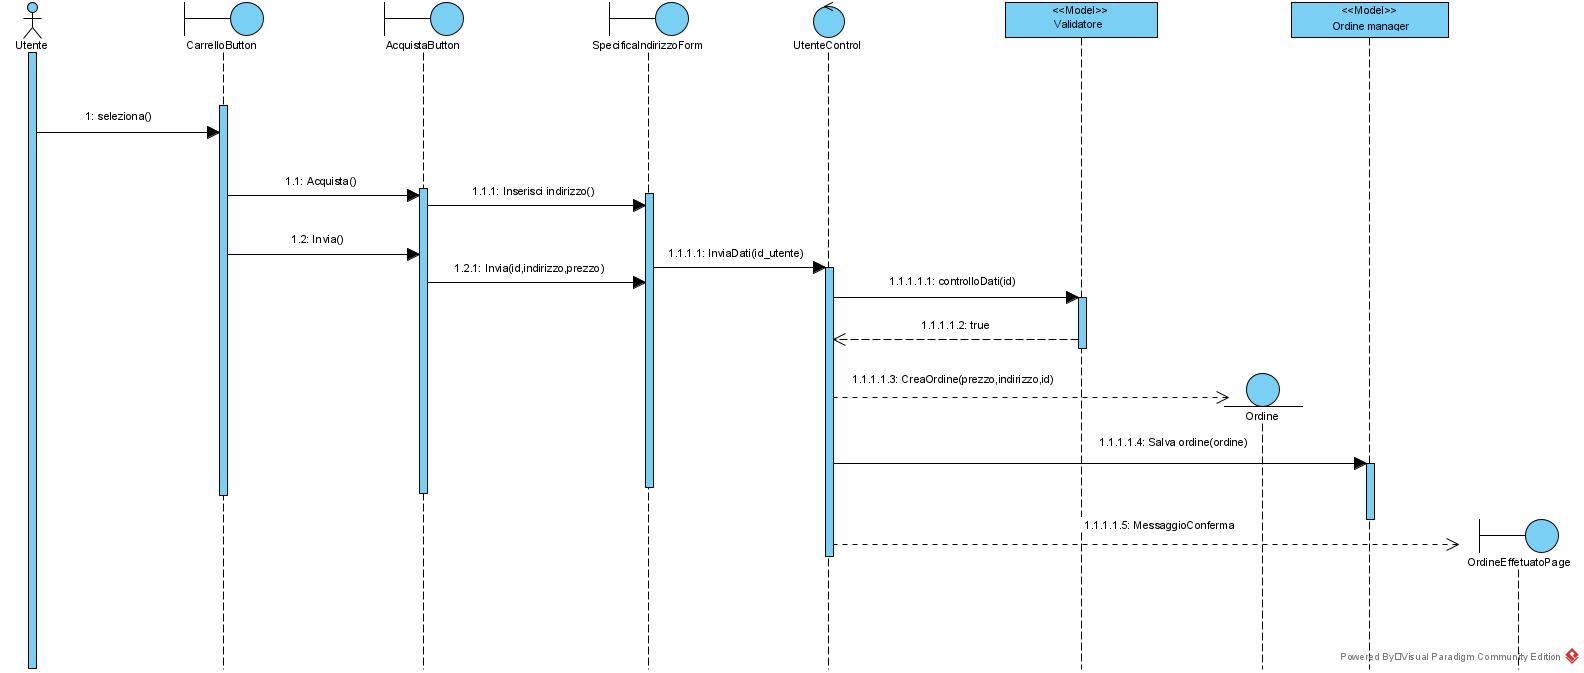 <<Model>>
Validatore
<<Model>>
Ordine manager
Utente
CarrelloButton
AcquistaButton
SpecificaIndirizzoForm
UtenteControl
1: seleziona()
1.1: Acquista()
1.1.1: Inserisci indirizzo()
1.2: Invia()
1.1.1.1: InviaDati(id_utente)
1.2.1: Invia(id,indirizzo,prezzo)
1.1.1.1.1: controlloDati(id)
1.1.1.1.2: true
1.1.1.1.3: CreaOrdine(prezzo,indirizzo,id)
Ordine
1.1.1.1.4: Salva ordine(ordine)
1.1.1.1.5: MessaggioConferma
OrdineEffetuatoPage
Powered By□Visual Paradigm Community Edition